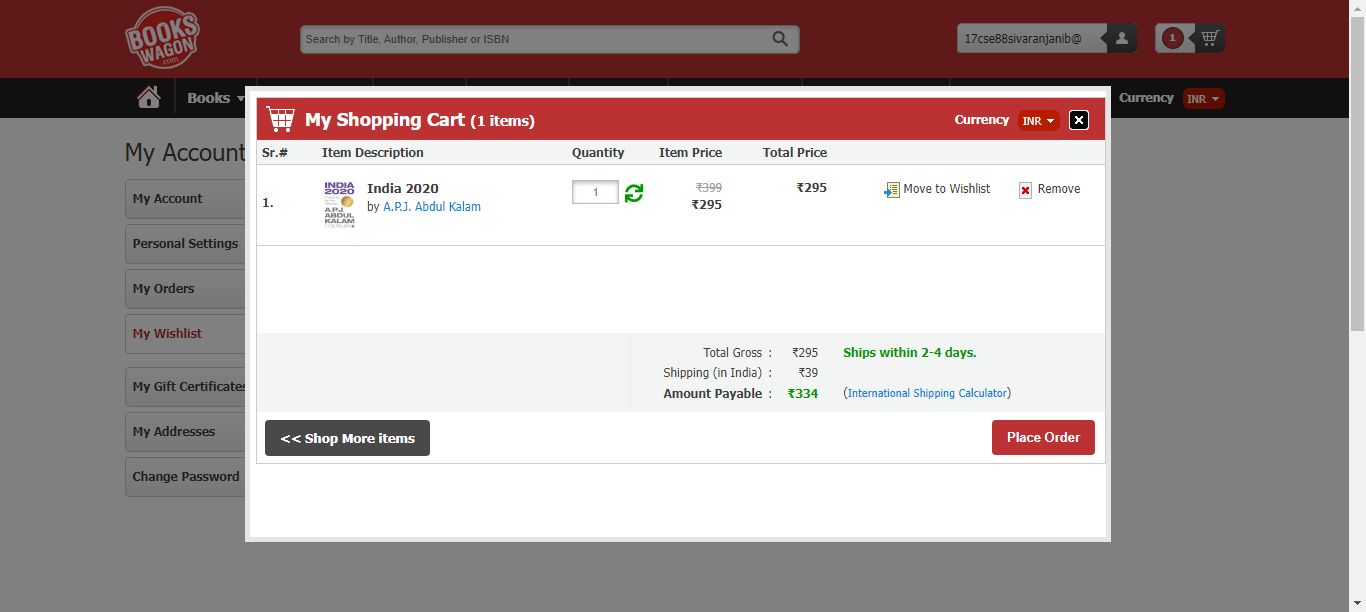 BOOKS
WAGON
.com
Search by Title, Author, Publisher or ISBN
17cse88sivaranjanib@
1
Books
Currency INR
My Account
My Account
Personal Settings
My Orders
My Wishlist
My Gift Certificates
My Addresses
Change Password
My Shopping Cart (1 items)
Currency INR
Sr.# Item Description Quantity Item Price Total Price
1.
INDIA
2020
A.P.J.
ABDUL
KALAM
India 2020
by A.P.J. Abdul Kalam
1
₹399
₹295
₹295
Move to Wishlist
Remove
Total Gross : ₹295
Shipping (in India) : ₹39
Amount Payable : ₹334
Ships within 2-4 days.
(International Shipping Calculator)
<< Shop More items
Place Order